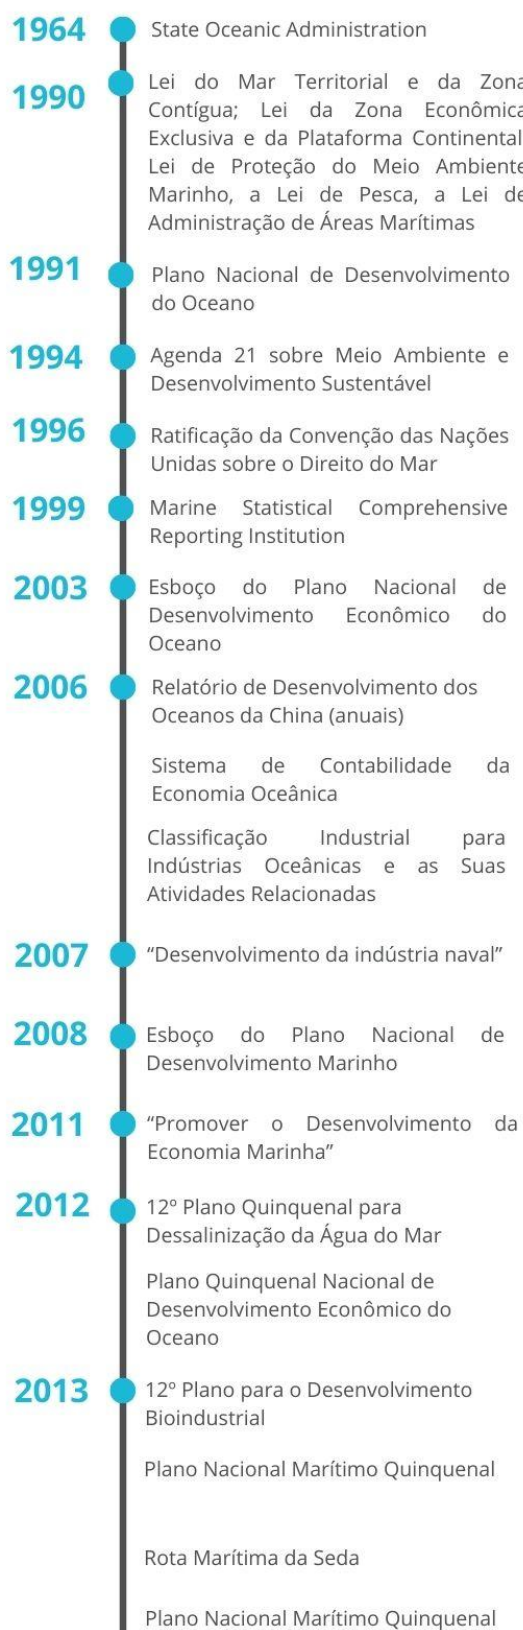 1964
State Oceanic Administration
1990
Lei do Mar Territorial e da Zona
Contígua; Lei da Zona Econômica
Exclusiva e da Plataforma Continental
Lei de Proteção do Meio Ambiente
Marinho, a Lei de Pesca, a Lei de
Administração de Áreas Marítimas
1991
Plano Nacional de Desenvolvimento
do Oceano
1994
Agenda 21 sobre Meio Ambiente e
Desenvolvimento Sustentável
1996
Ratificação da Convenção das Nações
Unidas sobre o Direito do Mar
1999
Marine Statistical Comprehensive
Reporting Institution
2003
Esboço do Plano Nacional de
Desenvolvimento Econômico do
Oceano
2006
Relatório de Desenvolvimento dos
Oceanos da China (anuais)
Sistema de Contabilidade da
Economia Oceânica
Classificação Industrial para
Indústrias Oceânicas e as Suas
Atividades Relacionadas
2007
“Desenvolvimento da indústria naval”
2008
Esboço do Plano Nacional de
Desenvolvimento Marinho
2011
“Promover o Desenvolvimento da
Economia Marinha”
2012
12º Plano Quinquenal para
Dessalinização da Água do Mar
Plano Quinquenal Nacional de
Desenvolvimento Econômico do
Oceano
2013
12º Plano para o Desenvolvimento
Bioindustrial
Plano Nacional Marítimo Quinquenal
Rota Marítima da Seda
Plano Nacional Marítimo Quinquenal